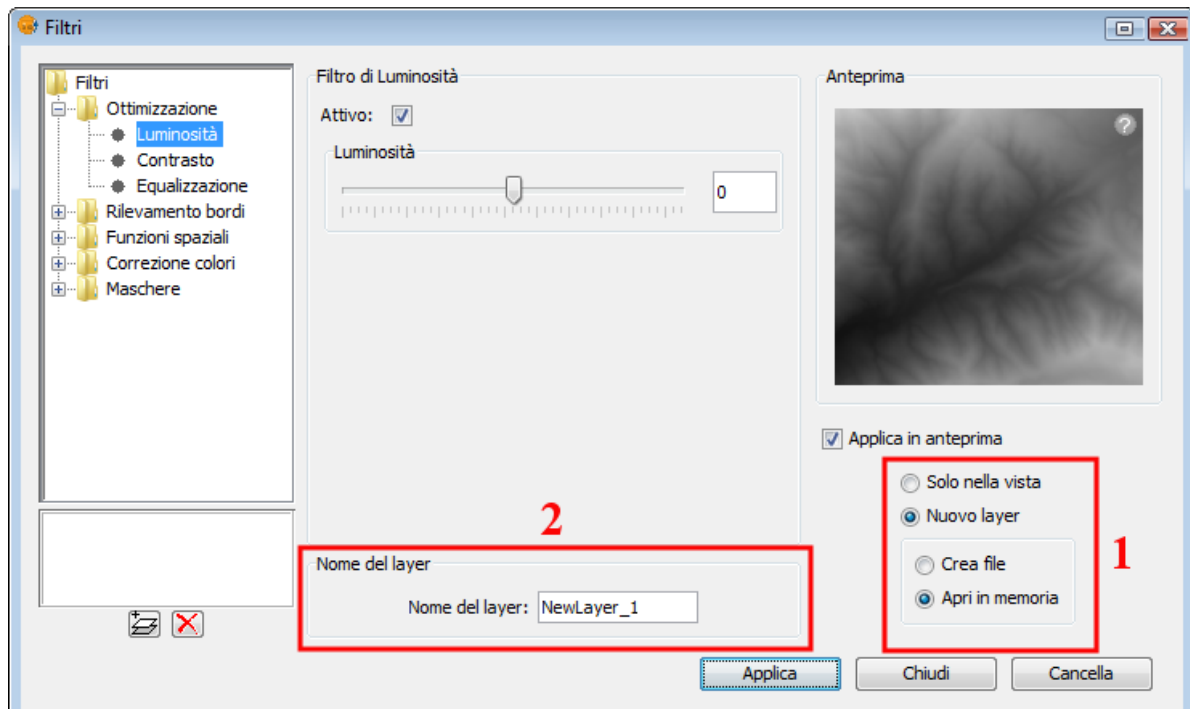 Filtri
Filtri
Ottimizzazione
Luminosità
Contrasto
Equalizzazione
Rilevamento bordi
Funzioni spaziali
Correzione colori
Maschere
Filtro di Luminosità
Attivo:
Luminosità
0
2
Nome del layer
Nome del layer: NewLayer_1
Anteprima
?
Applica in anteprima
Solo nella vista
Nuovo layer
Crea file
Apri in memoria
1
Applica Chiudi Cancella